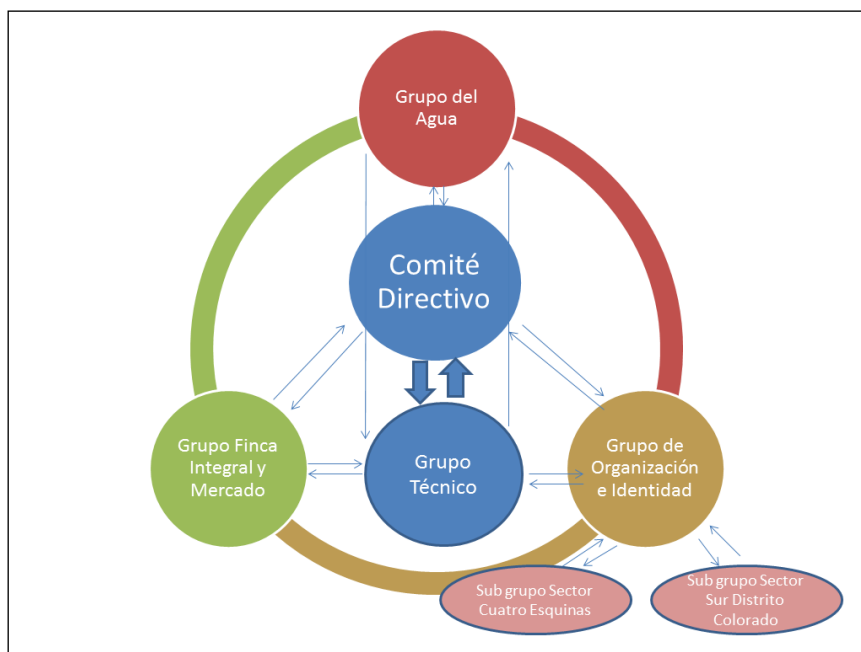 Grupo del
Agua
Comité
Directivo
Grupo Finca
Integral y
Mercado
Grupo
Técnico
Grupo de
Organización
e Identidad
Sub grupo Sector
Cuatro Esquinas
Sub grupo Sector
Sur Distrito
Colorado